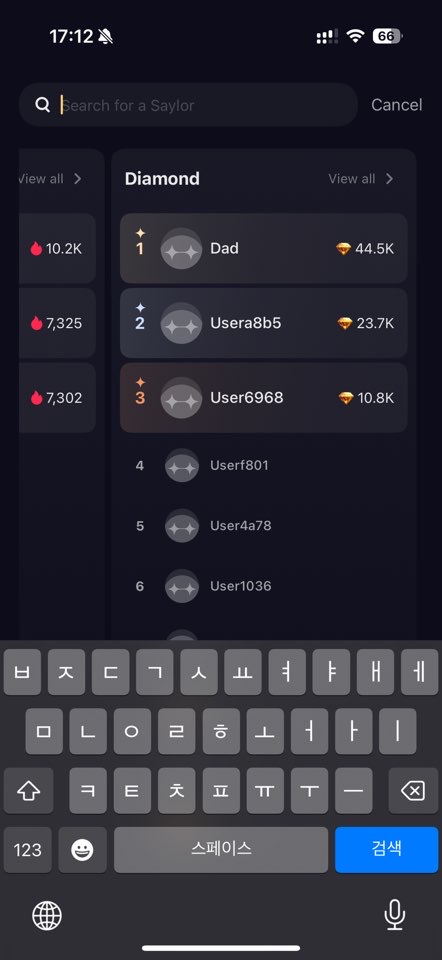 17:12
66
Search for a Saylor
Cancel
View all
Diamond
View all
10.2K
1
Dad
44.5K
7,325
2
Usera8b5
23.7K
7,302
3
User6968
10.8K
4
Userf801
5
User4a78
6
User1036
ㅂ ㅈ ㄷ ㄱ ㅅ ㅛ ㅕ ㅑ ㅐ ㅔ
ㅁ ㄴ ㅇ ㄹ ㅎ ㅗ ㅓ ㅏ ㅣ
ㅋ ㅌ ㅊ ㅍ ㅠ ㅜ ㅡ
123
스페이스
검색